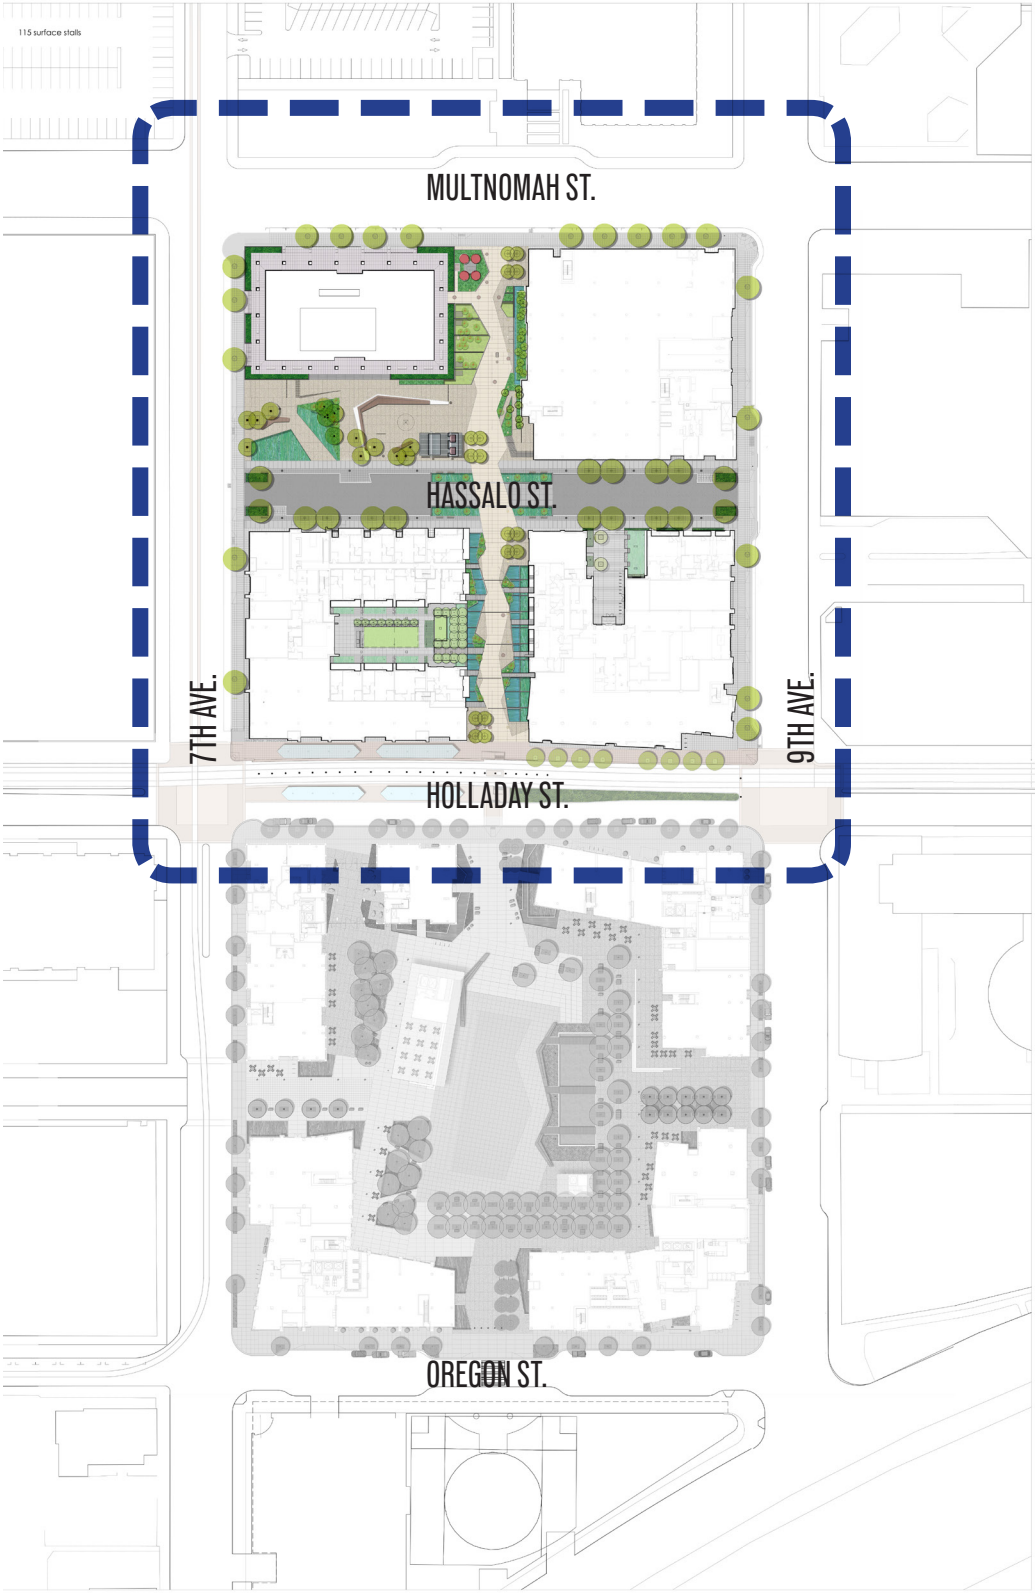 115 surface stalls
MULTNOMAH ST.
HASSALO ST.
7TH AVE.
9TH AVE.
HOLLADAY ST.
OREGON ST.